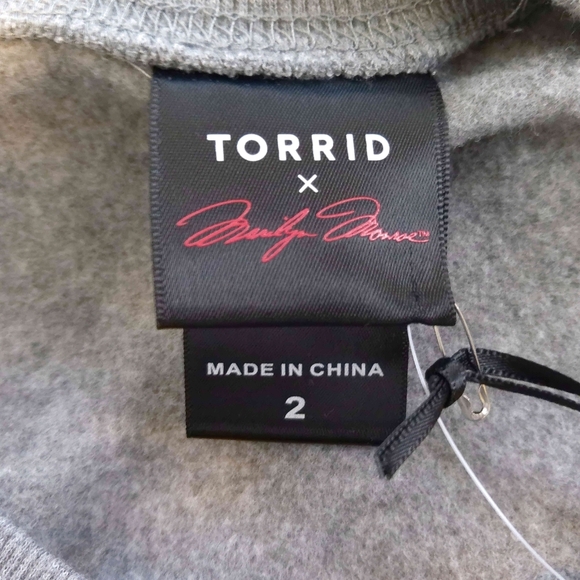 TORRID
×
Marilyn Monroe™
MADE IN CHINA
2